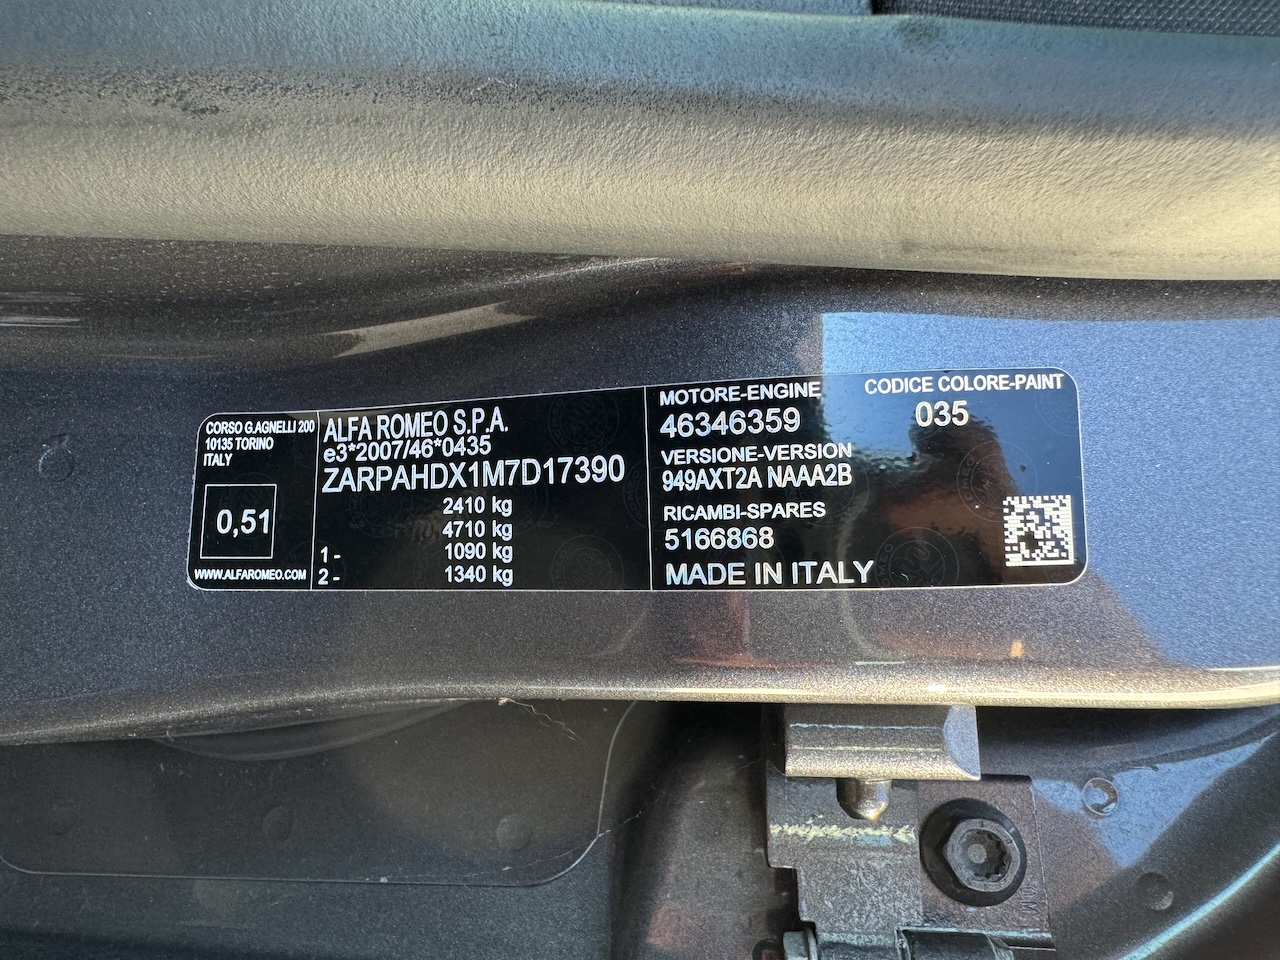 CORSO G.AGNELLI 200
10135 TORINO
ITALY
0,51
WWW.ALFAROMEO.COM
ALFA ROMEO S.P.A.
e3*2007/46*0435
ZARPAHDX1M7D17390
2410 kg
4710 kg
1- 1090 kg
2- 1340 kg
MOTORE-ENGINE
46346359
VERSIONE-VERSION
949AXT2A NAAA2B
RICAMBI-SPARES
5166868
MADE IN ITALY
CODICE COLORE-PAINT
035